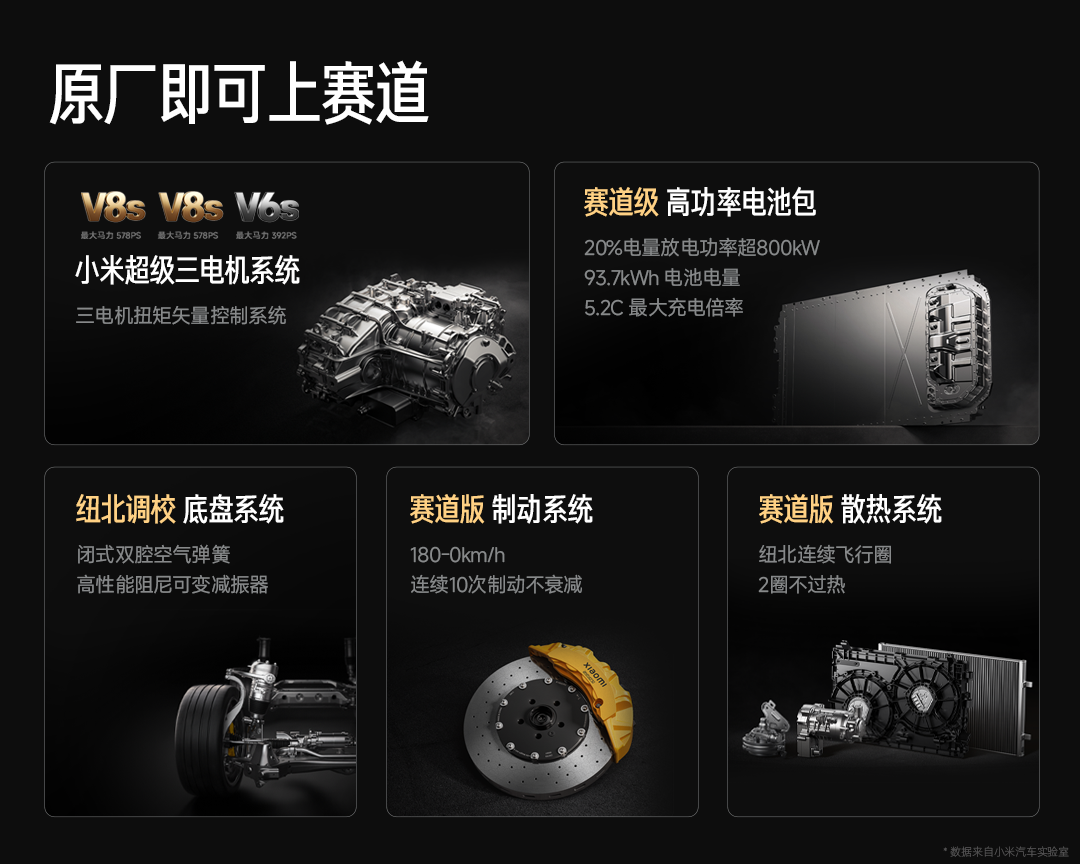 原厂即可上赛道
V8s V8s V6s
最大马力 578PS 最大马力 578PS 最大马力 392PS
小米超级三电机系统
三电机扭矩矢量控制系统
赛道级 高功率电池包
20%电量放电功率超800kW
93.7kWh 电池电量
5.2C 最大充电倍率
纽北调校 底盘系统
闭式双腔空气弹簧
高性能阻尼可变减振器
赛道版 制动系统
180-0km/h
连续10次制动不衰减
xiaomi
赛道版 散热系统
纽北连续飞行圈
2圈不过热
* 数据来自小米汽车实验室